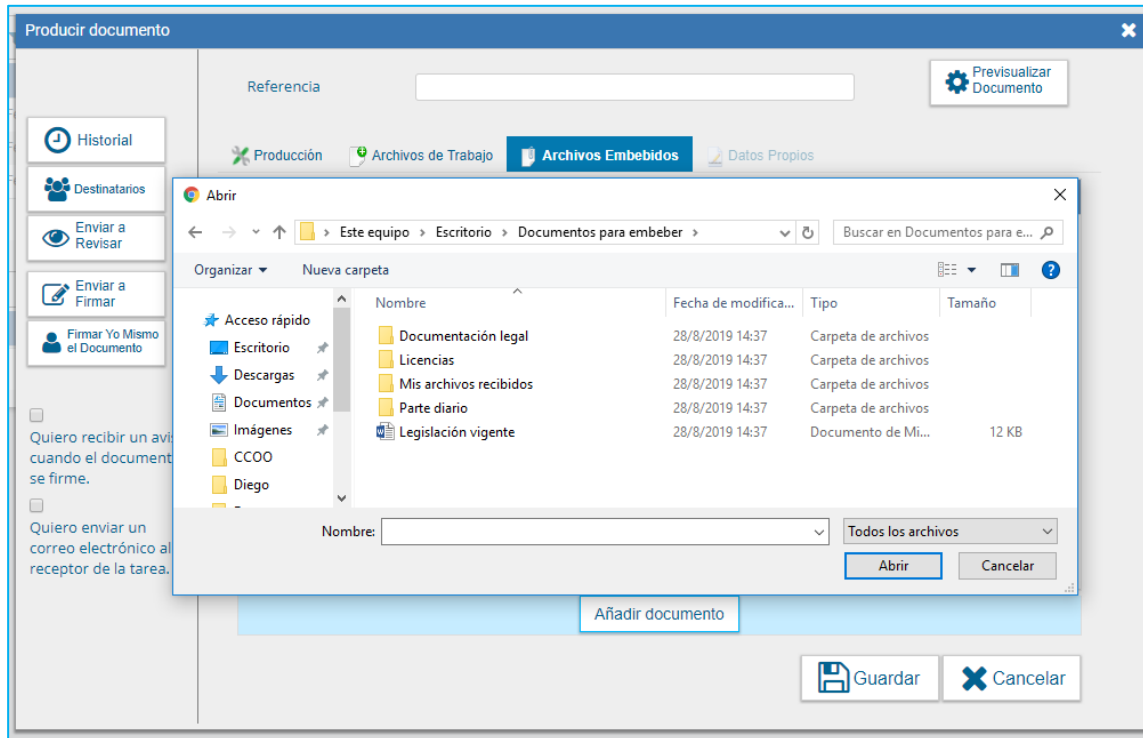 Producir documento
Referencia
Previsualizar
Documento
Historial
Destinatarios
Enviar a
Revisar
Enviar a
Firmar
Firmar Yo Mismo
el Documento
Producción
Archivos de Trabajo
Archivos Embebidos
Datos Propios
Abrir
Este equipo > Escritorio > Documentos para embeber >
Buscar en Documentos para e...
Organizar
Nueva carpeta
Acceso rápido
Escritorio
Descargas
Documentos
Imágenes
CCOO
Diego
Nombre Fecha de modifica... Tipo Tamaño
Documentación legal 28/8/2019 14:37 Carpeta de archivos
Licencias 28/8/2019 14:37 Carpeta de archivos
Mis archivos recibidos 28/8/2019 14:37 Carpeta de archivos
Parte diario 28/8/2019 14:37 Carpeta de archivos
Legislación vigente 28/8/2019 14:37 Documento de Mi... 12 KB
Nombre:
Todos los archivos
Abrir
Cancelar
Quiero recibir un avi
cuando el document
se firme.
Quiero enviar un
correo electrónico al
receptor de la tarea.
Añadir documento
Guardar
Cancelar